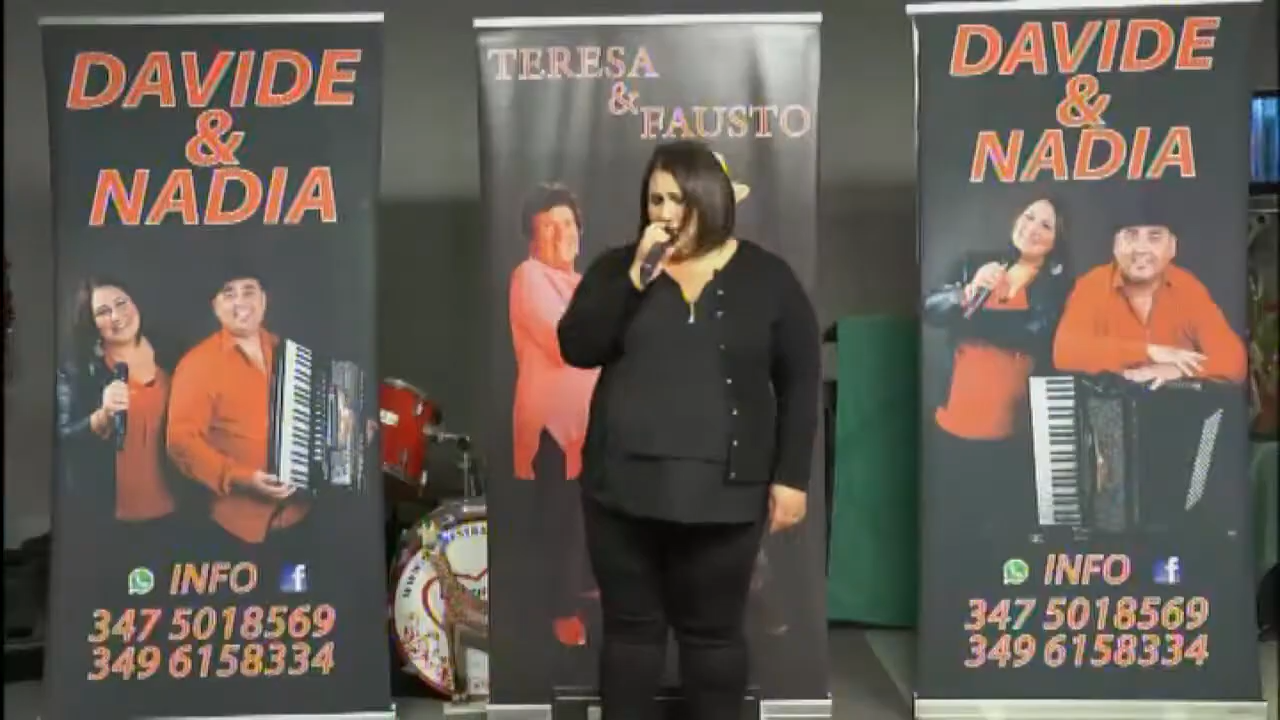 DAVIDE
&
NADIA
INFO
347 5018569
349 6158334
TERESA
&
FAUSTO
DAVIDE
&
NADIA
INFO
347 5018569
349 6158334